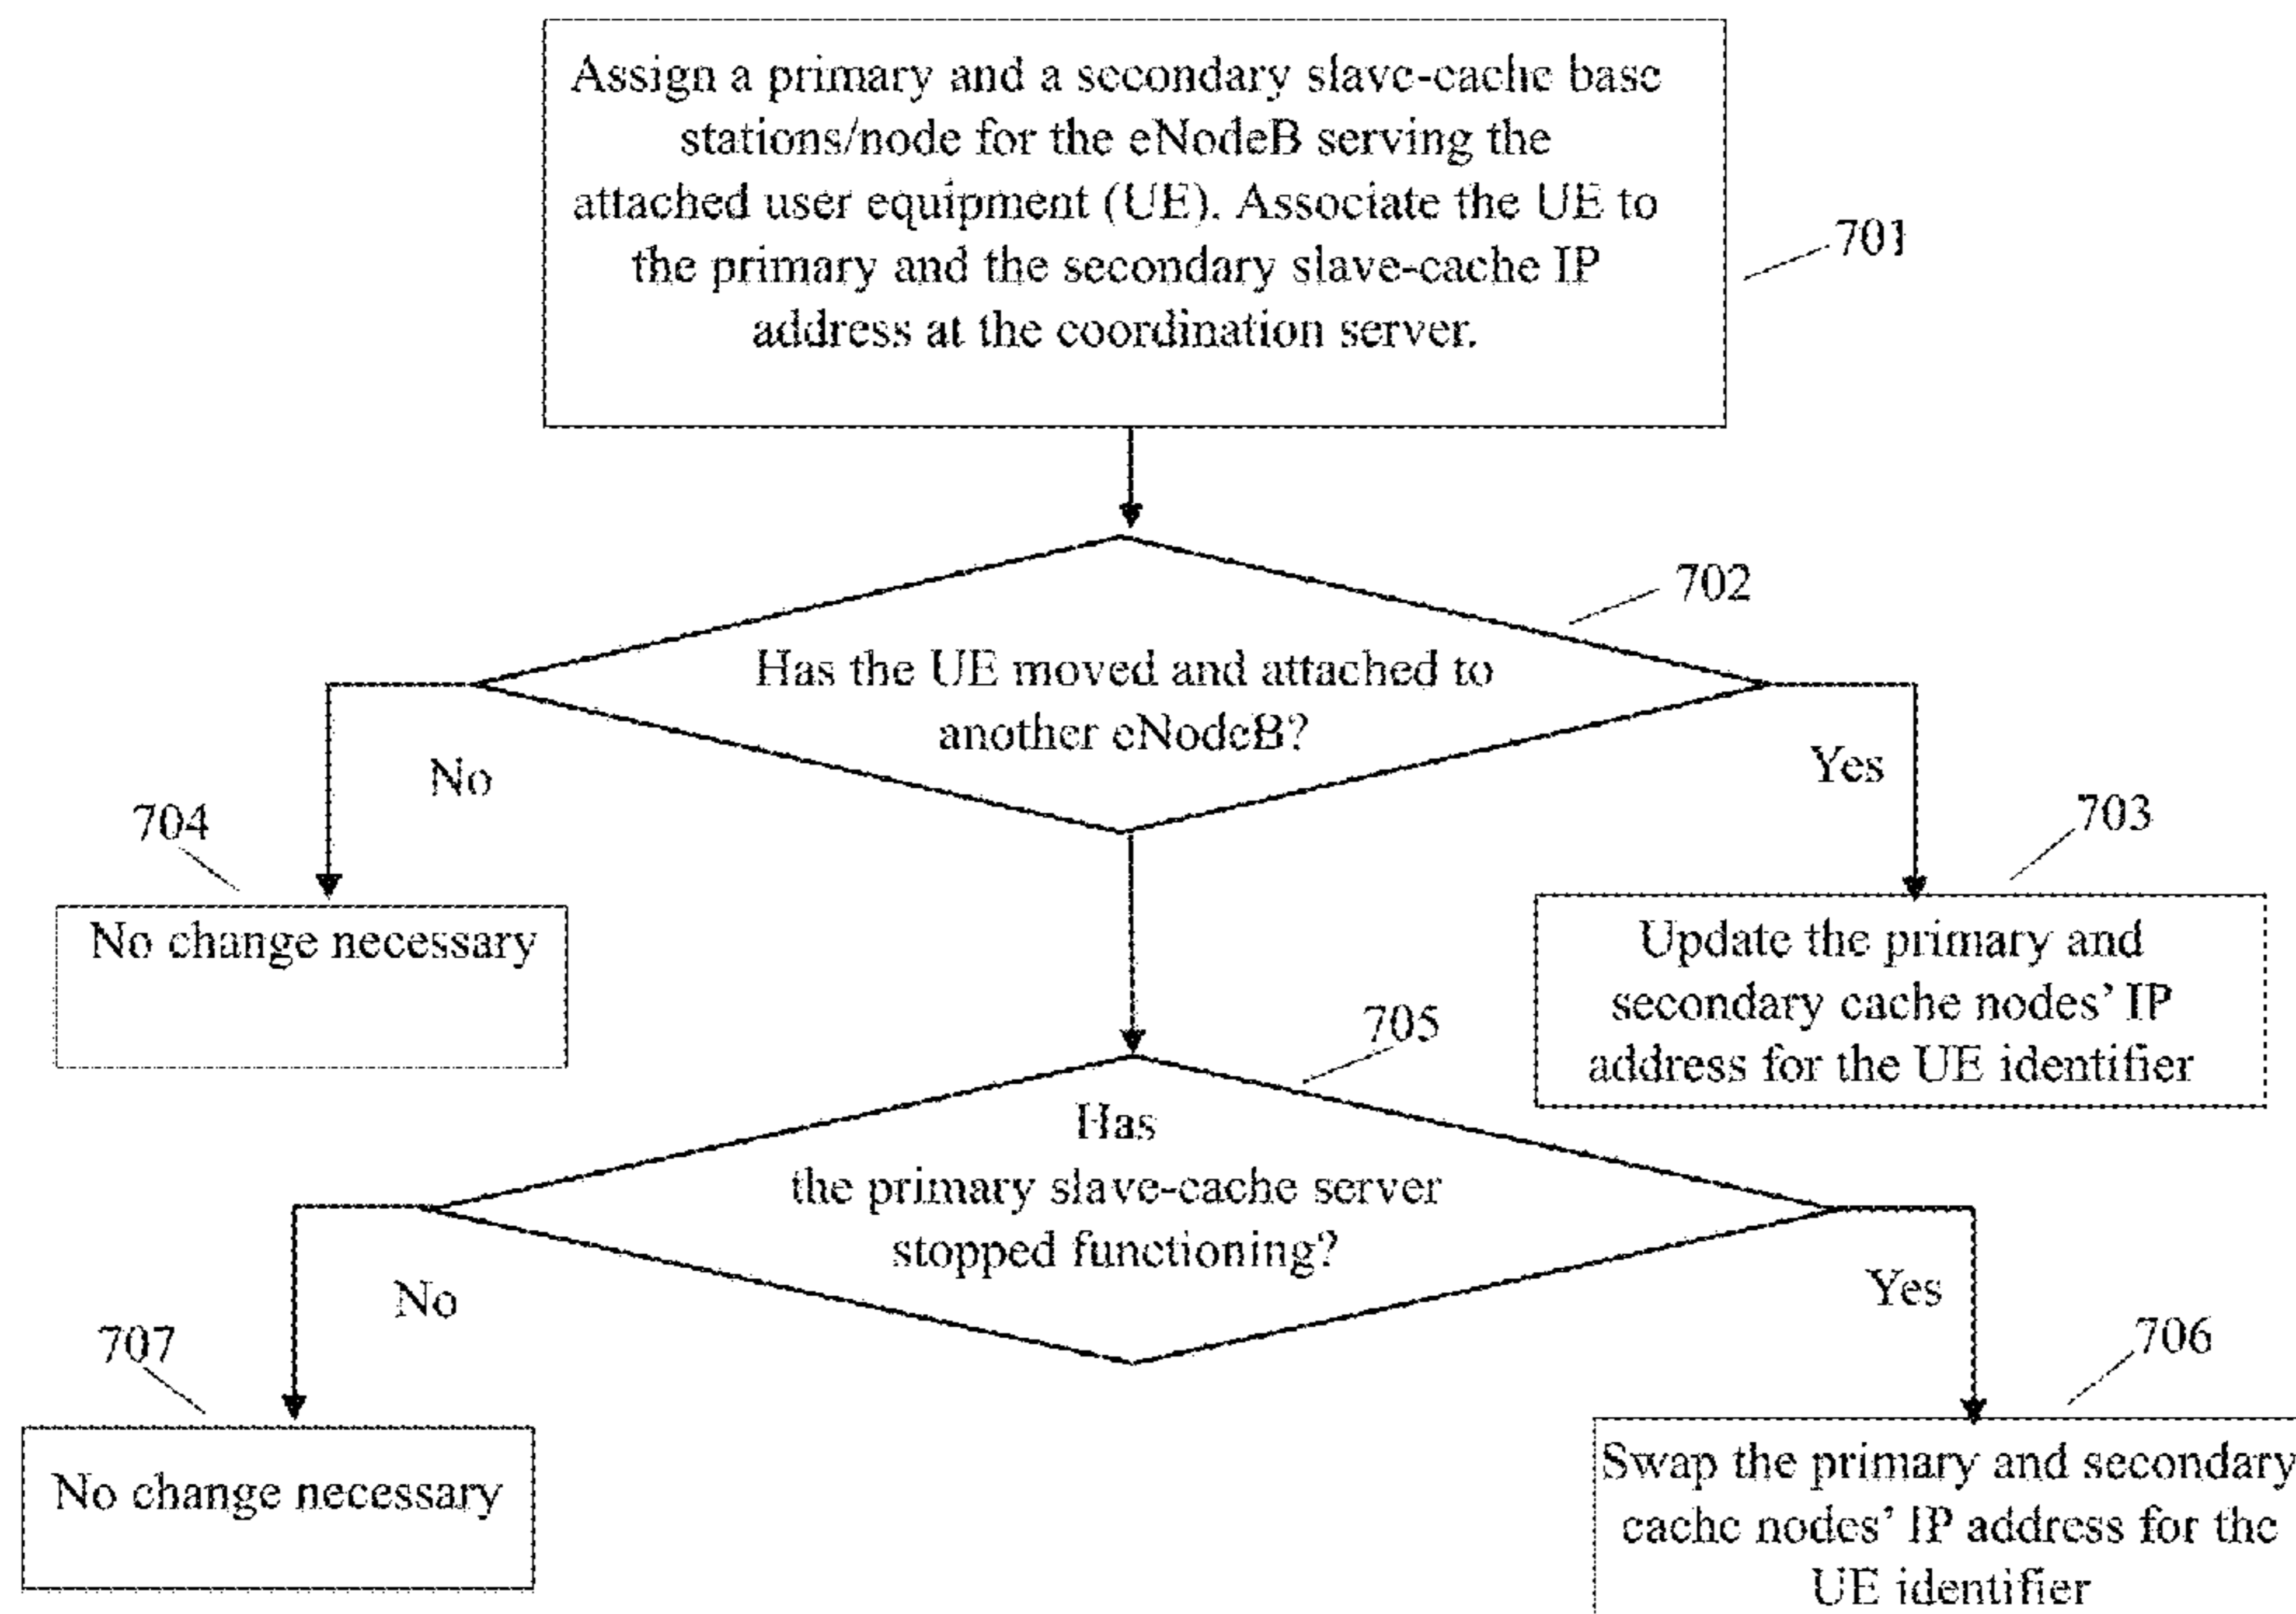 Assign a primary and a secondary slave-cache base
stations/node for the eNodeB serving the
attached user equipment (UE). Associate the UE to
the primary and the secondary slave-cache IP
address at the coordination server.
701
702
Has the UE moved and attached to
another eNodeB?
No
Yes
704
703
No change necessary
Update the primary and
secondary cache nodes’ IP
address for the UE identifier
705
Has
the primary slave-cache server
stopped functioning?
No
Yes
707
706
No change necessary
Swap the primary and secondary
cache nodes’ IP address for the
UE identifier